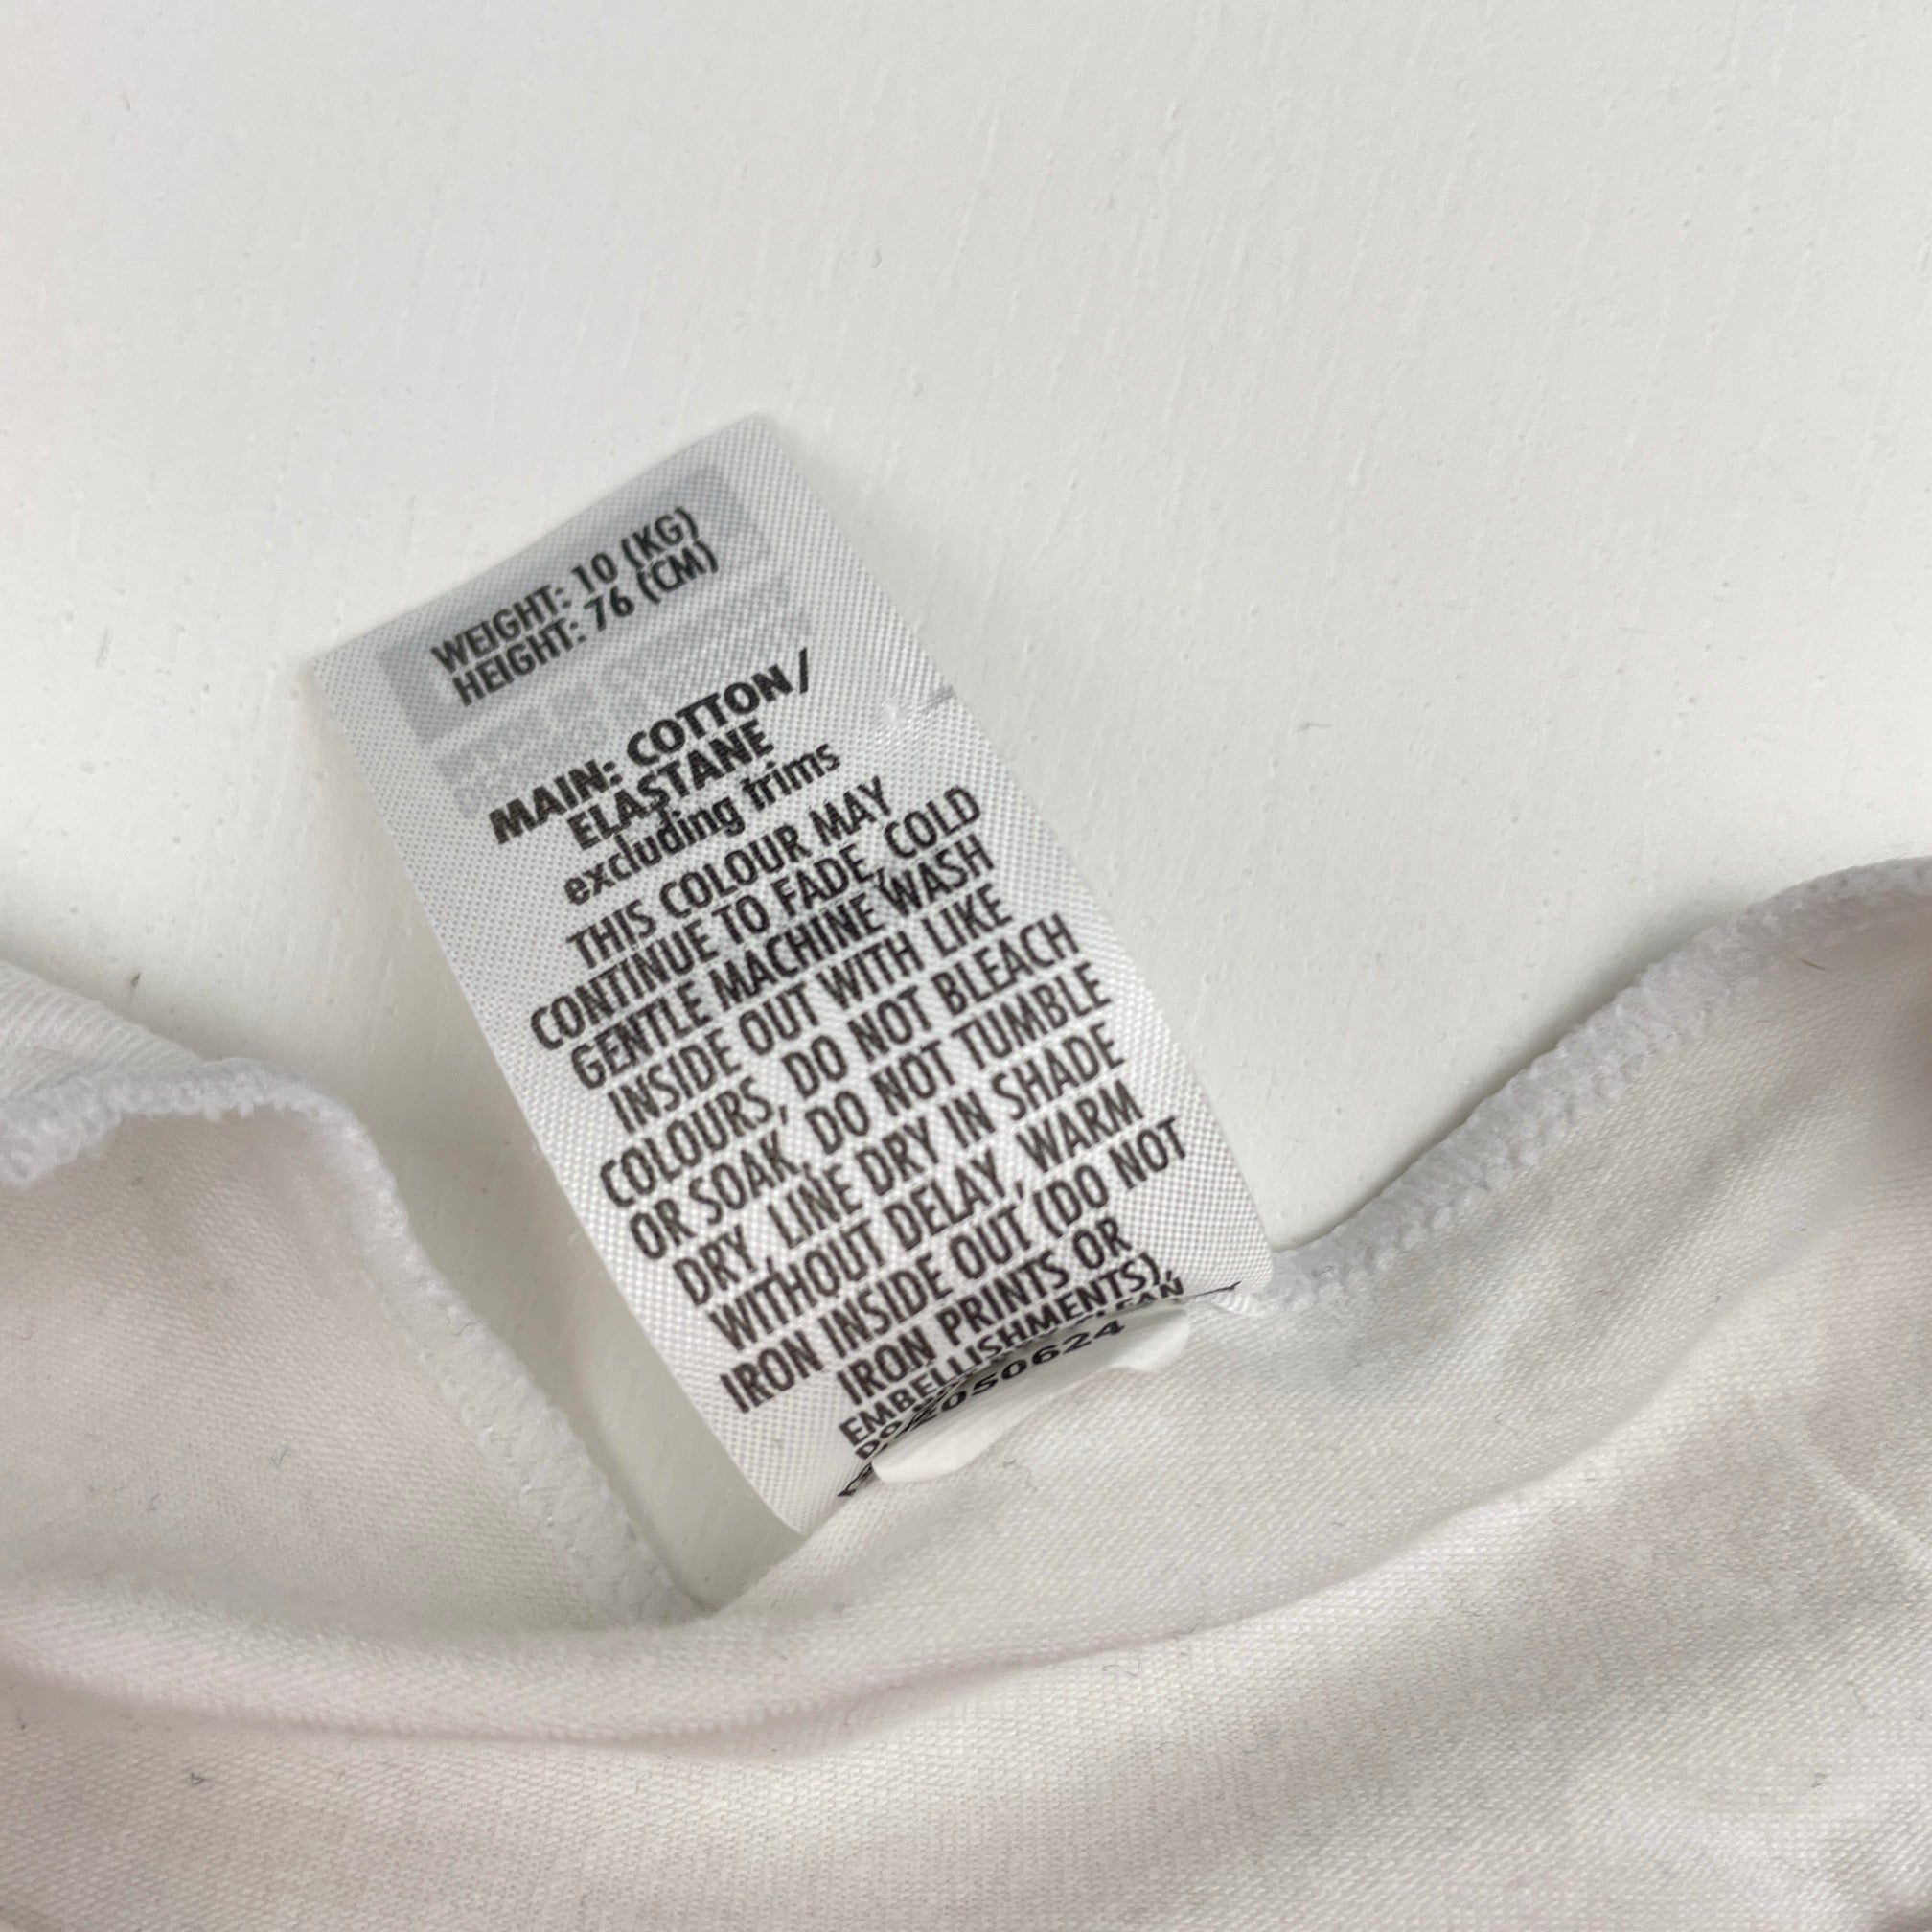 WEIGHT: 10 (KG)
HEIGHT: 76 (CM)
MAIN: COTTON/
ELASTANE
excluding trims
THIS COLOUR MAY
CONTINUE TO FADE, COLD
GENTLE MACHINE WASH
INSIDE OUT WITH LIKE
COLOURS, DO NOT BLEACH
OR SOAK, DO NOT TUMBLE
DRY, LINE DRY IN SHADE
WITHOUT DELAY, WARM
IRON INSIDE OUT (DO NOT
IRON PRINTS OR
EMBELLISHMENTS),